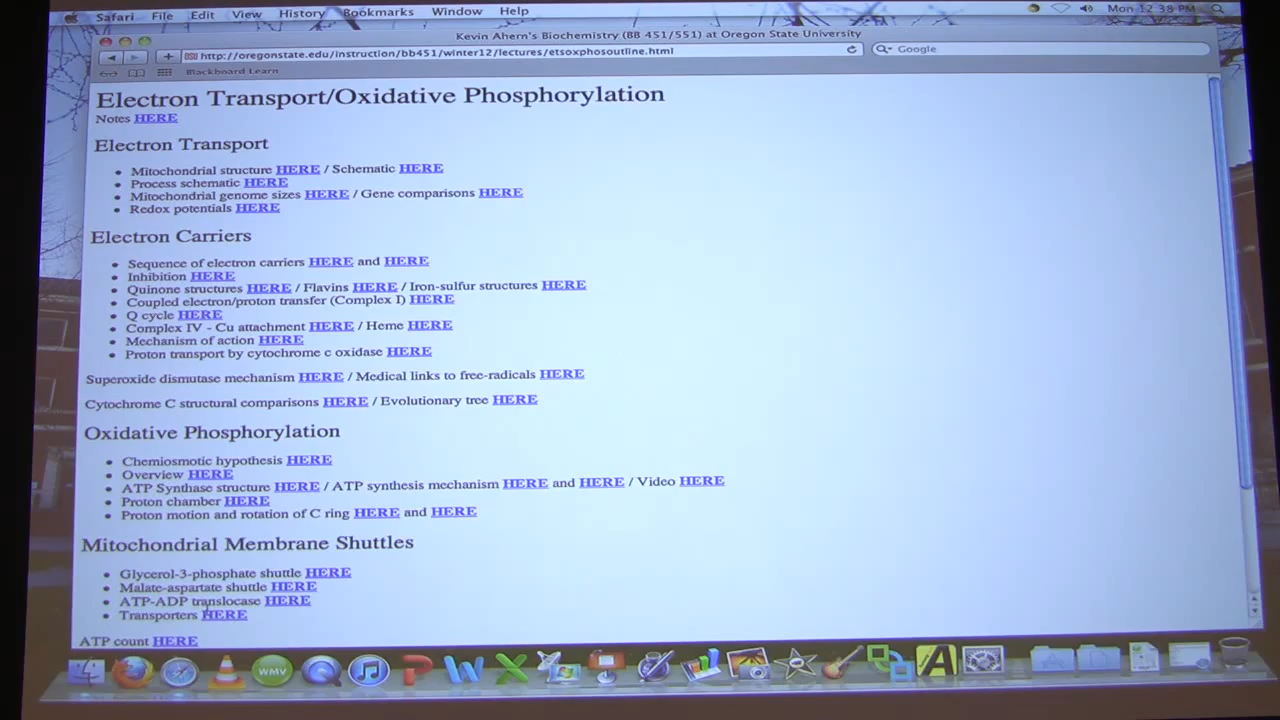 Safari File Edit View History Bookmarks Window Help Mon 12:38 PM
Kevin Ahern's Biochemistry (BB 451/551) at Oregon State University
http://oregonstate.edu/instruction/bb451/winter12/lectures/etsoxphosoutline.html Google
Blackboard Learn
Electron Transport/Oxidative Phosphorylation
Notes HERE
Electron Transport
Mitochondrial structure HERE / Schematic HERE
Process schematic HERE
Mitochondrial genome sizes HERE / Gene comparisons HERE
Redox potentials HERE
Electron Carriers
Sequence of electron carriers HERE and HERE
Inhibition HERE
Quinone structures HERE / Flavins HERE / Iron-sulfur structures HERE
Coupled electron/proton transfer (Complex I) HERE
Q cycle HERE
Complex IV - Cu attachment HERE / Heme HERE
Mechanism of action HERE
Proton transport by cytochrome c oxidase HERE
Superoxide dismutase mechanism HERE / Medical links to free-radicals HERE
Cytochrome C structural comparisons HERE / Evolutionary tree HERE
Oxidative Phosphorylation
Chemiosmotic hypothesis HERE
Overview HERE
ATP Synthase structure HERE / ATP synthesis mechanism HERE and HERE / Video HERE
Proton chamber HERE
Proton motion and rotation of C ring HERE and HERE
Mitochondrial Membrane Shuttles
Glycerol-3-phosphate shuttle HERE
Malate-aspartate shuttle HERE
ATP-ADP translocase HERE
Transporters HERE
ATP count HERE
WMV